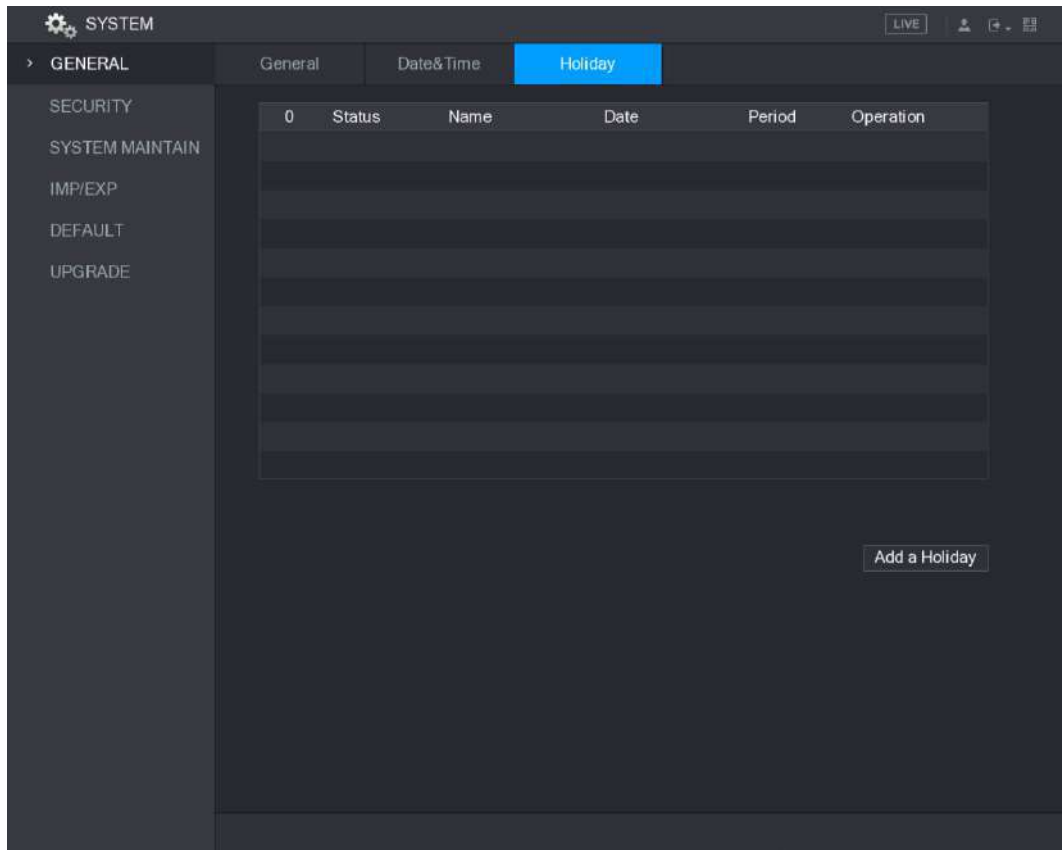 SYSTEM
LIVE
GENERAL
General Date&Time Holiday
SECURITY
SYSTEM MAINTAIN
IMP/EXP
DEFAULT
UPGRADE
0 Status Name Date Period Operation
Add a Holiday